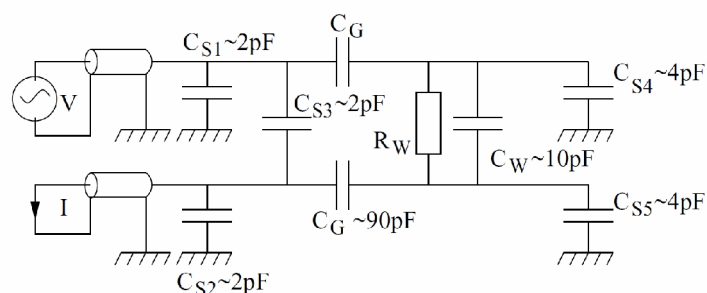 C_G
C_S1~2pF
V
C_S3~2pF
C_S4~4pF
R_W
C_W~10pF
I
C_G~90pF
C_S5~4pF
C_S2~2pF